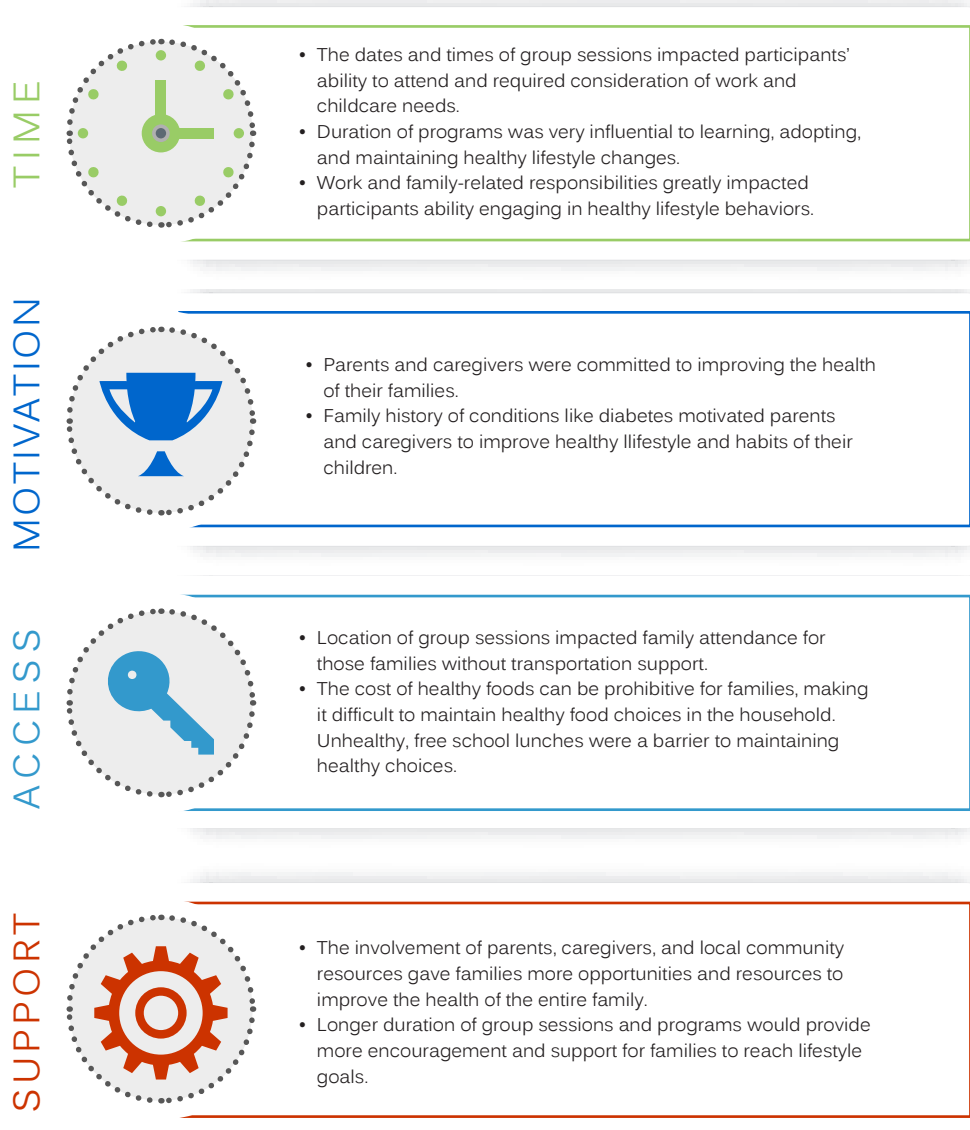 TIME
• The dates and times of group sessions impacted participants’
ability to attend and required consideration of work and
childcare needs.
• Duration of programs was very influential to learning, adopting,
and maintaining healthy lifestyle changes.
• Work and family-related responsibilities greatly impacted
participants ability engaging in healthy lifestyle behaviors.
MOTIVATION
• Parents and caregivers were committed to improving the health
of their families.
• Family history of conditions like diabetes motivated parents
and caregivers to improve healthy llifestyle and habits of their
children.
ACCESS
• Location of group sessions impacted family attendance for
those families without transportation support.
• The cost of healthy foods can be prohibitive for families, making
it difficult to maintain healthy food choices in the household.
Unhealthy, free school lunches were a barrier to maintaining
healthy choices.
SUPPORT
• The involvement of parents, caregivers, and local community
resources gave families more opportunities and resources to
improve the health of the entire family.
• Longer duration of group sessions and programs would provide
more encouragement and support for families to reach lifestyle
goals.